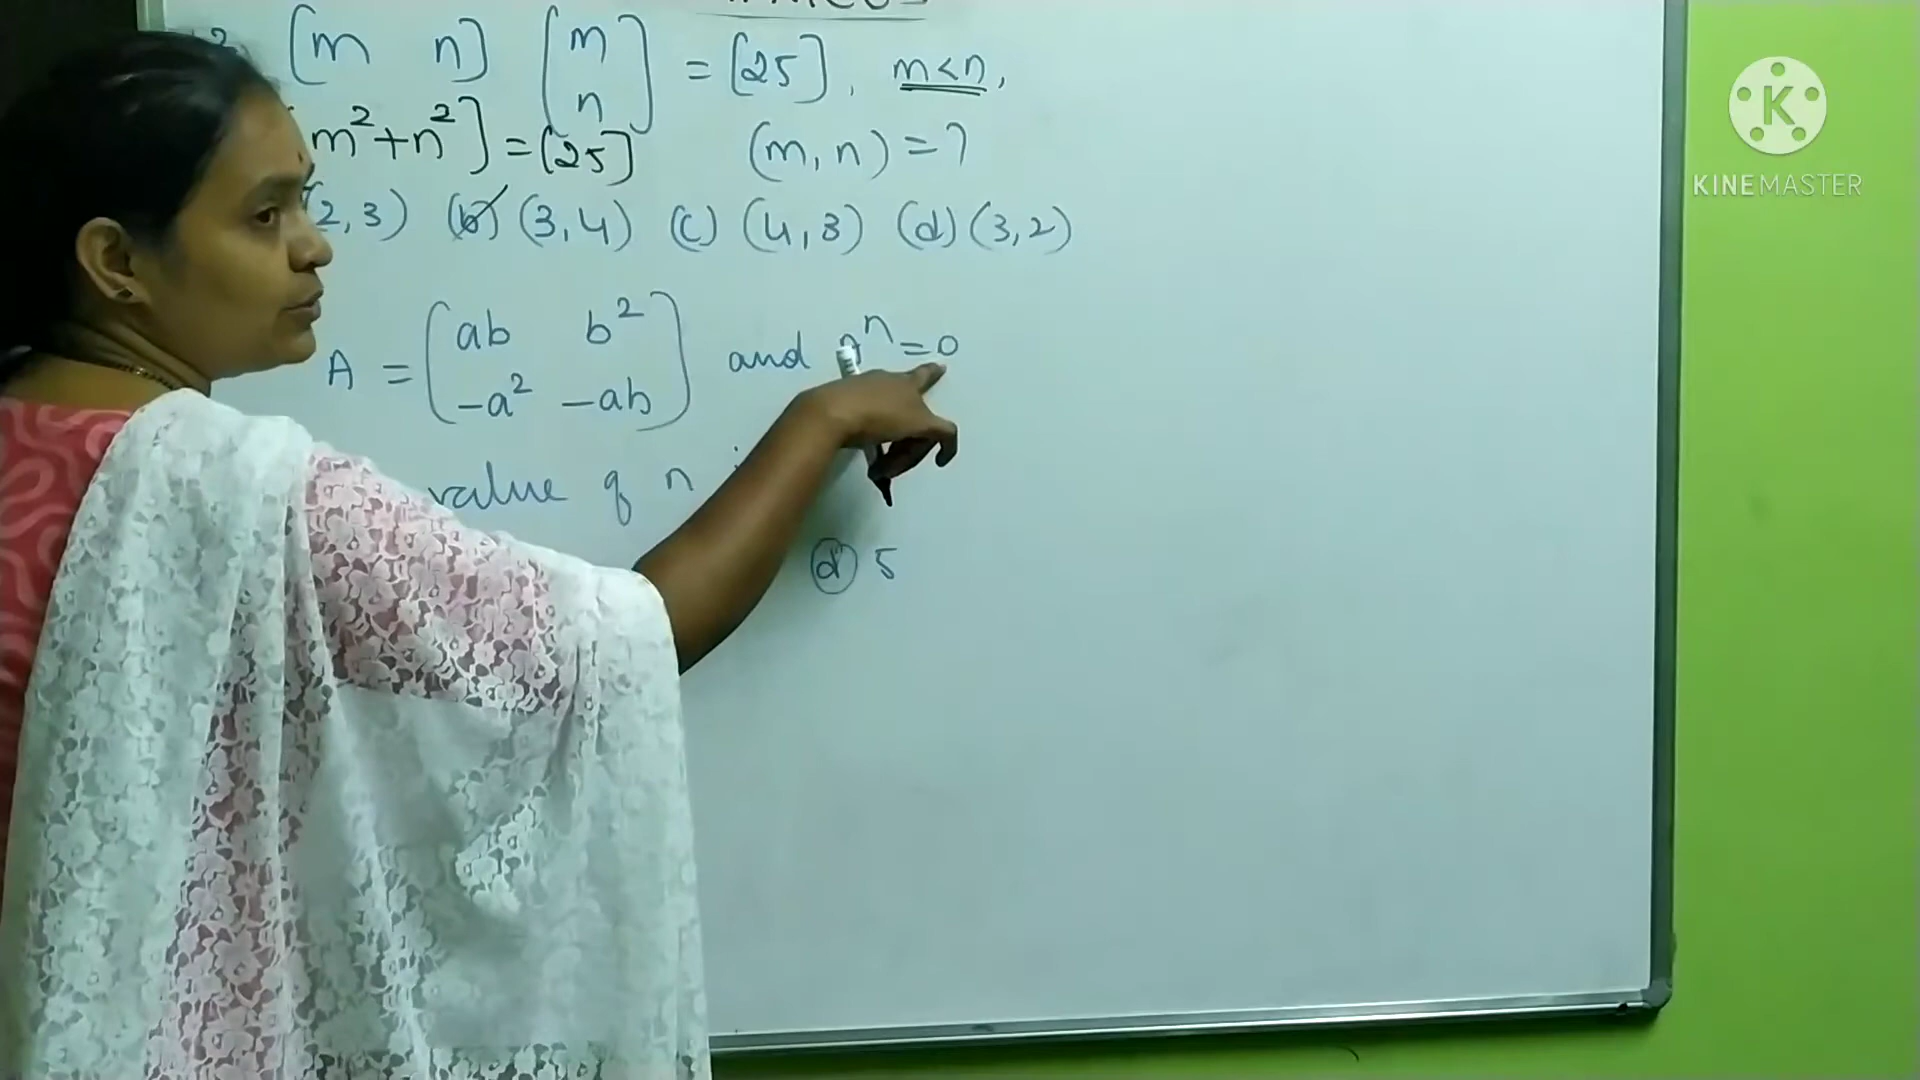 [m n] [m n] = [25], m<n,
m²+n²] = [25] (m, n) = ?
2,3) (b) (3,4) (c) (4,3) (d) (3,2)
A = [ab b² -a² -ab] and Aⁿ=0
value of n
(d) 5
KINEMASTER